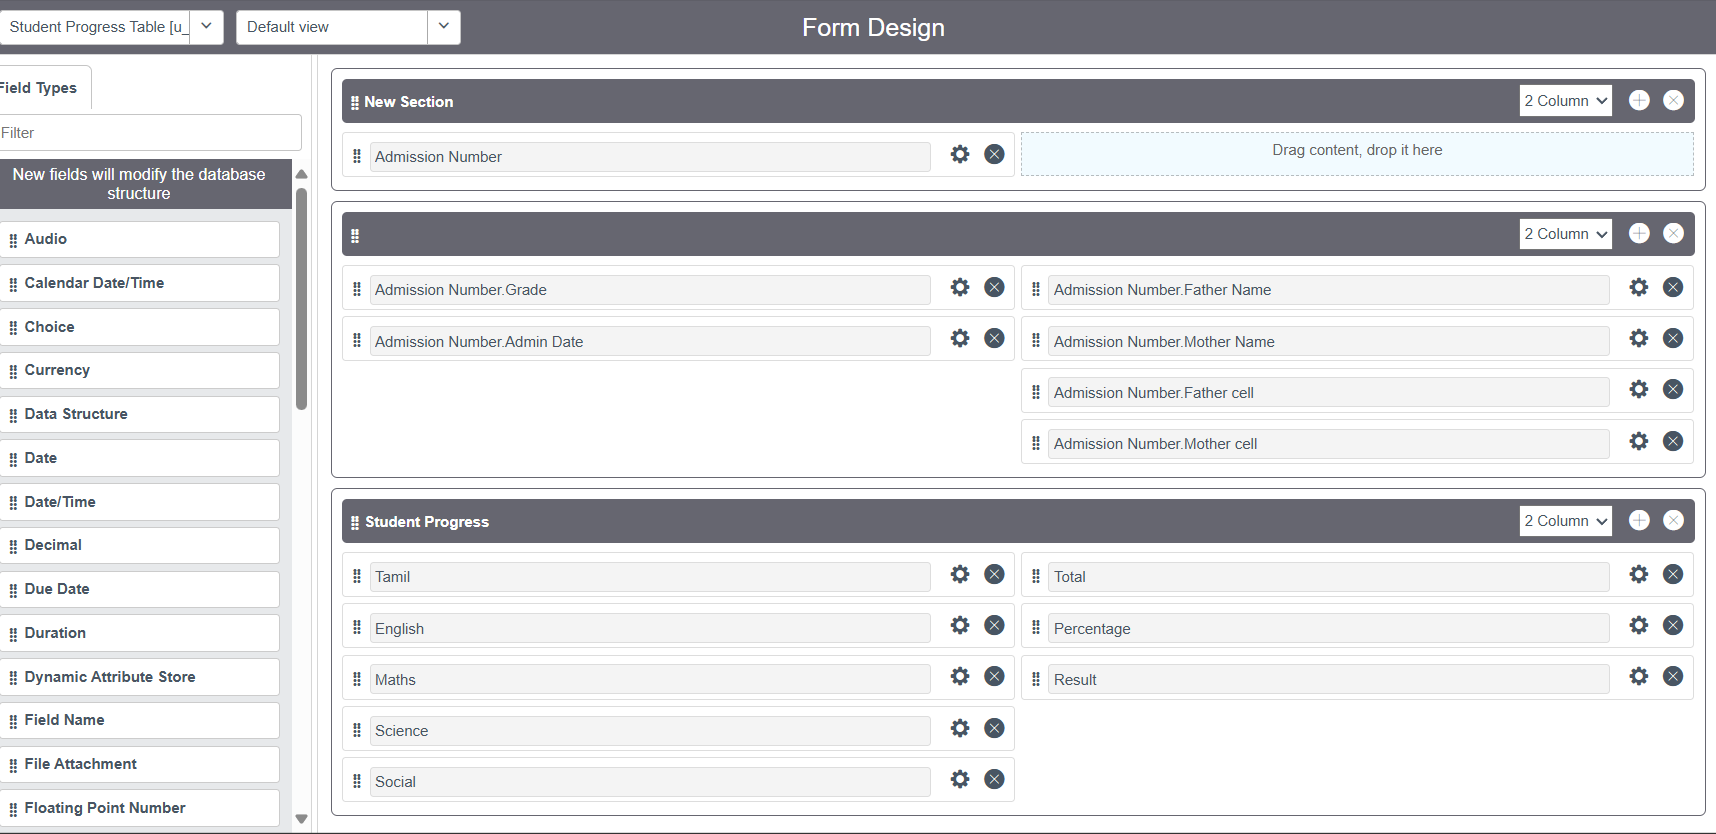 Student Progress Table [u_
Default view
Form Design
Field Types
Filter
New fields will modify the database
structure
Audio
Calendar Date/Time
Choice
Currency
Data Structure
Date
Date/Time
Decimal
Due Date
Duration
Dynamic Attribute Store
Field Name
File Attachment
Floating Point Number
New Section
2 Column
Admission Number
Drag content, drop it here
2 Column
Admission Number.Grade
Admission Number.Father Name
Admission Number.Admin Date
Admission Number.Mother Name
Admission Number.Father cell
Admission Number.Mother cell
Student Progress
2 Column
Tamil
Total
English
Percentage
Maths
Result
Science
Social